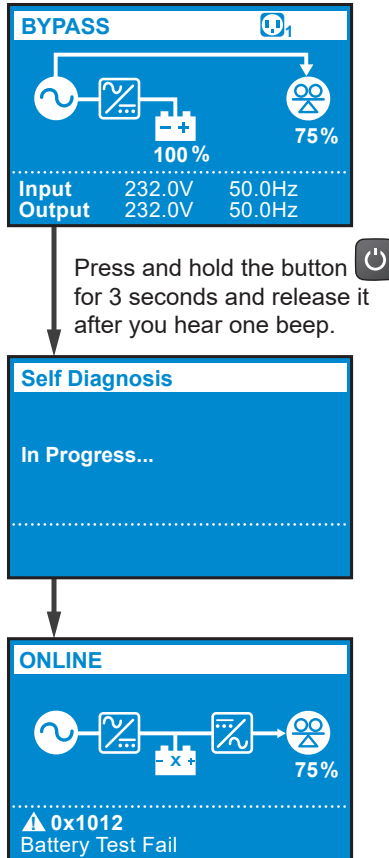 BYPASS 1
75%
100 %
Input 232.0V 50.0Hz
Output 232.0V 50.0Hz
Press and hold the button
for 3 seconds and release it
after you hear one beep.
Self Diagnosis
In Progress...
ONLINE
- x +
75%
0x1012
Battery Test Fail